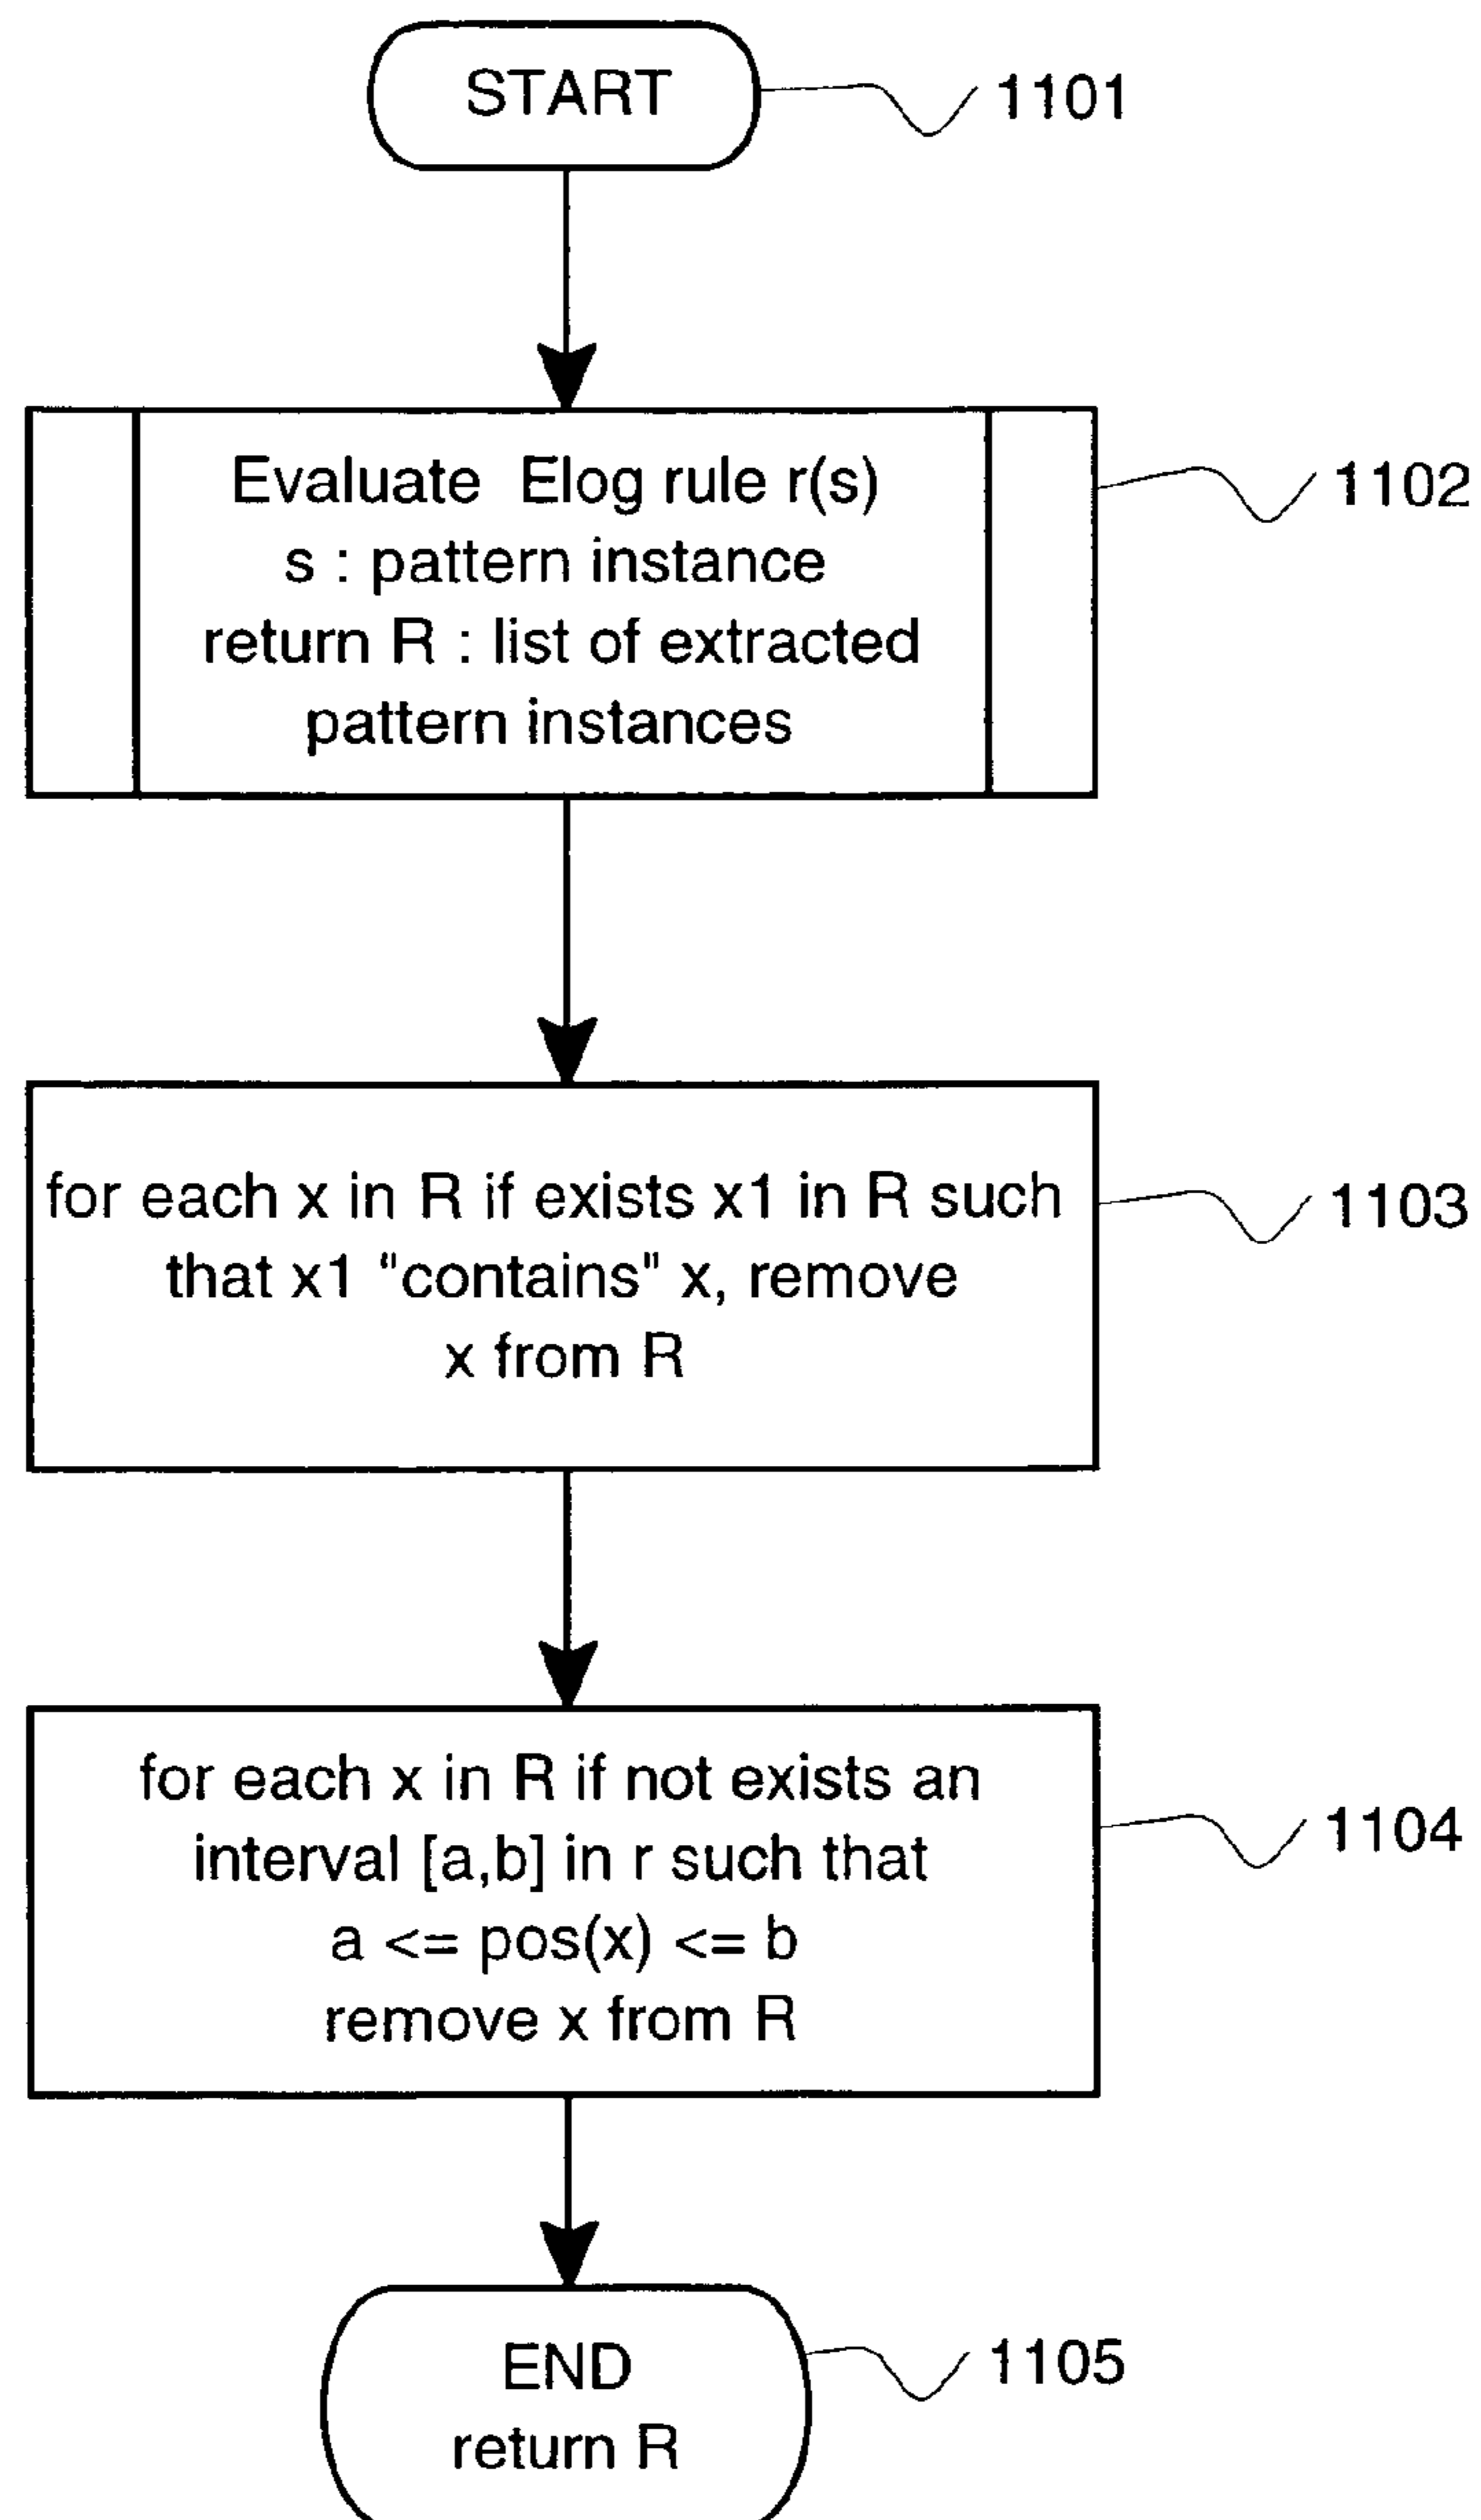 START
1101
Evaluate Elog rule r(s)
s : pattern instance
return R : list of extracted
pattern instances
1102
for each x in R if exists x1 in R such
that x1 "contains" x, remove
x from R
1103
for each x in R if not exists an
interval [a,b] in r such that
a <= pos(x) <= b
remove x from R
1104
END
return R
1105